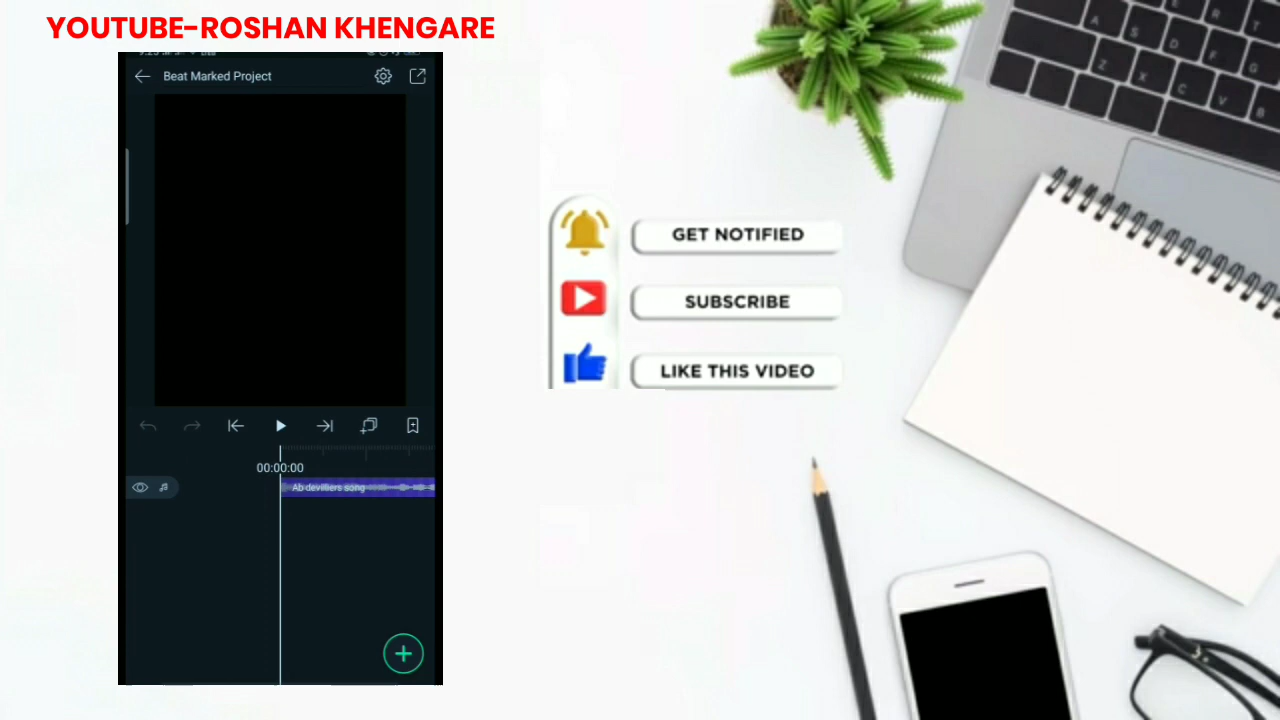 YOUTUBE-ROSHAN KHENGARE
Beat Marked Project
GET NOTIFIED
SUBSCRIBE
LIKE THIS VIDEO
00:00:00
Ab devilliers song